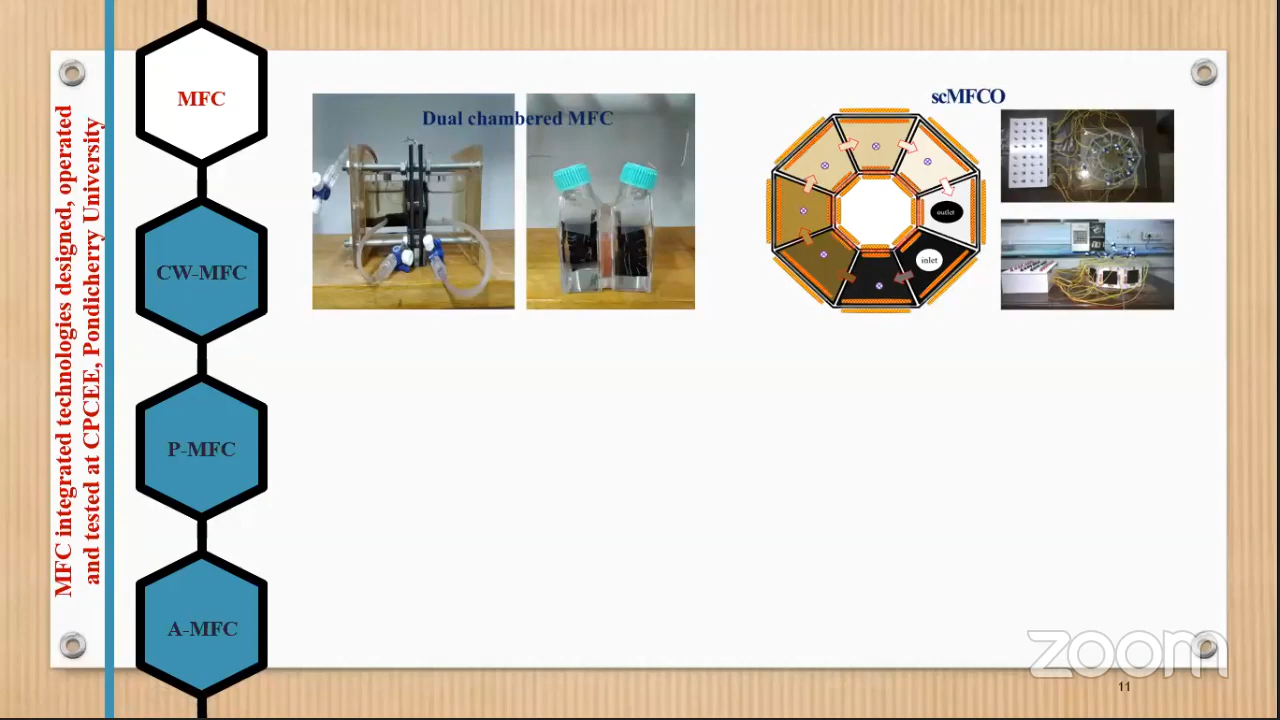 MFC integrated technologies designed, operated
and tested at CPCEE, Pondicherry University
MFC
CW-MFC
P-MFC
A-MFC
Dual chambered MFC
scMFCO
outlet
inlet
zoom
11